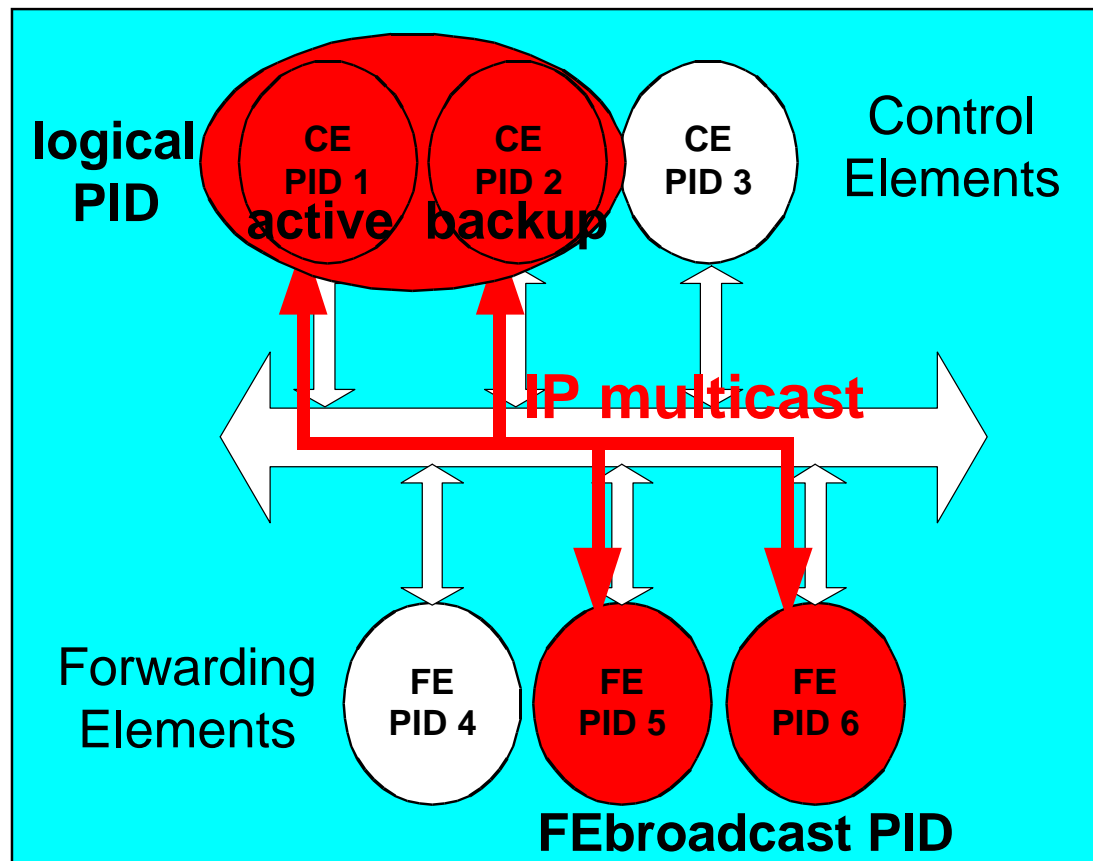 logical
PID
CE
PID 1
active
CE
PID 2
backup
CE
PID 3
Control
Elements
IP multicast
Forwarding
Elements
FE
PID 4
FE
PID 5
FE
PID 6
FEbroadcast PID